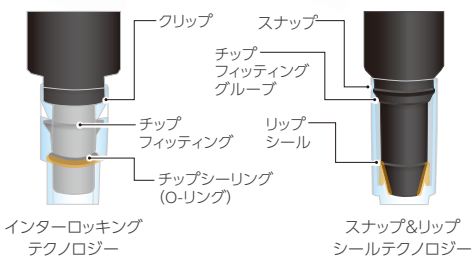 クリップ
チップ
フィッティング
チップシーリング
（O-リング）
インターロッキング
テクノロジー
スナップ
チップ
フィッティング
グルーブ
リップ
シール
スナップ&リップ
シールテクノロジー